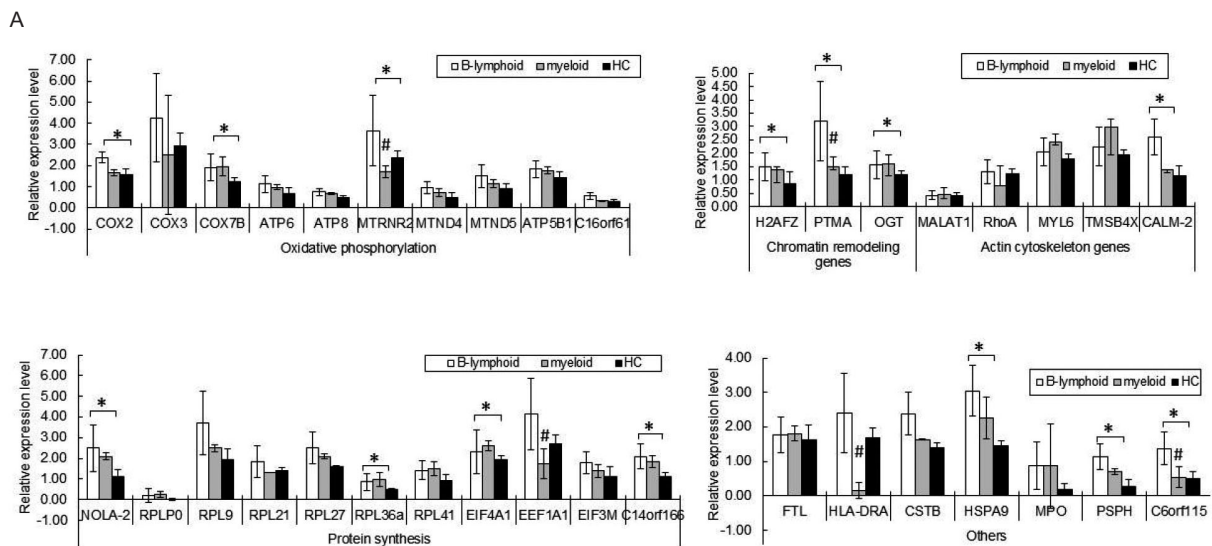 A
7.00
6.00
5.00
4.00
3.00
2.00
1.00
0.00
-1.00
Relative expression level
B-lymphoid myeloid HC
* * * #
COX2 COX3 COX7B ATP6 ATP8 MTRNR2 MTND4 MTND5 ATP5B1 C16orf61
Oxidative phosphorylation
5.00
4.50
4.00
3.50
3.00
2.50
2.00
1.50
1.00
0.50
0.00
Relative expression level
B-lymphoid myeloid HC
* * # * *
H2AFZ PTMA OGT MALAT1 RhoA MYL6 TMSB4X CALM-2
Chromatin remodeling genes Actin cytoskeleton genes
7.00
6.00
5.00
4.00
3.00
2.00
1.00
0.00
-1.00
Relative expression level
B-lymphoid myeloid HC
* * * # *
NOLA-2 RPLP0 RPL9 RPL21 RPL27 RPL36a RPL41 EIF4A1 EEF1A1 EIF3M C14orf166
Protein synthesis
4.00
3.00
2.00
1.00
0.00
-1.00
Relative expression level
B-lymphoid myeloid HC
# * * * #
FTL HLA-DRA CSTB HSPA9 MPO PSPH C6orf115
Others